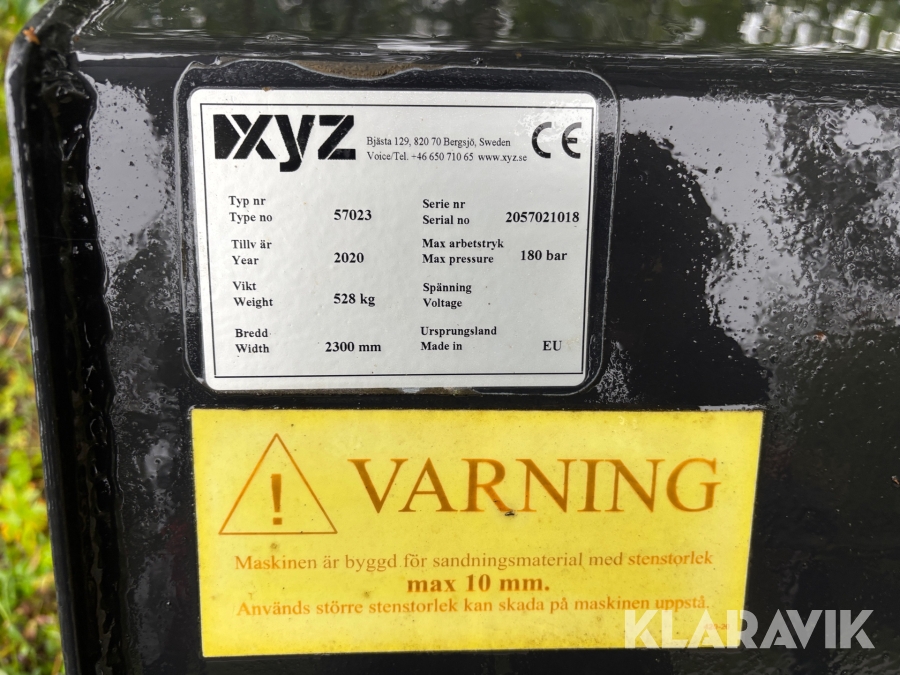 xyz
Bjästa 129, 820 70 Bergsjö, Sweden
Voice/Tel. +46 650 710 65 www.xyz.se
CE
Typ nr
Type no 57023
Serie nr
Serial no 2057021018
Tillv är
Year 2020
Max arbetstryk
Max pressure 180 bar
Vikt
Weight 528 kg
Spänning
Voltage
Bredd
Width 2300 mm
Ursprungsland
Made in EU
! VARNING
Maskinen är byggd för sandningsmaterial med stenstorlek
max 10 mm.
Används större stenstorlek kan skada på maskinen uppstå.
KLARAVIK